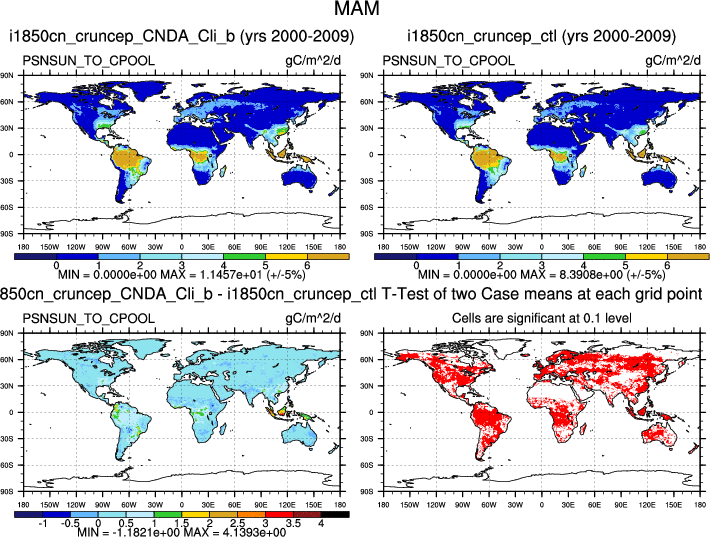 MAM
i1850cn_cruncep_CNDA_Cli_b (yrs 2000-2009)
i1850cn_cruncep_ctl (yrs 2000-2009)
PSNSUN_TO_CPOOL gC/m^2/d
PSNSUN_TO_CPOOL gC/m^2/d
90N
60N
30N
0
30S
60S
90S
180 150W 120W 90W 60W 30W 0 30E 60E 90E 120E 150E 180
0 1 2 3 4 5 6
MIN = 0.0000e+00 MAX = 1.1457e+01 (+/-5%)
90N
60N
30N
0
30S
60S
90S
180 150W 120W 90W 60W 30W 0 30E 60E 90E 120E 150E 180
0 1 2 3 4 5 6
MIN = 0.0000e+00 MAX = 8.3908e+01 (+/-5%)
850cn_cruncep_CNDA_Cli_b - i1850cn_cruncep_ctl
T-Test of two Case means at each grid point
PSNSUN_TO_CPOOL gC/m^2/d
Cells are significant at 0.1 level
90N
60N
30N
0
30S
60S
90S
180 150W 120W 90W 60W 30W 0 30E 60E 90E 120E 150E 180
-1 -0.5 0 0.5 1 1.5 2 2.5 3 3.5 4
MIN = -1.1821e+00 MAX = 4.1393e+00
90N
60N
30N
0
30S
60S
90S
180 150W 120W 90W 60W 30W 0 30E 60E 90E 120E 150E 180